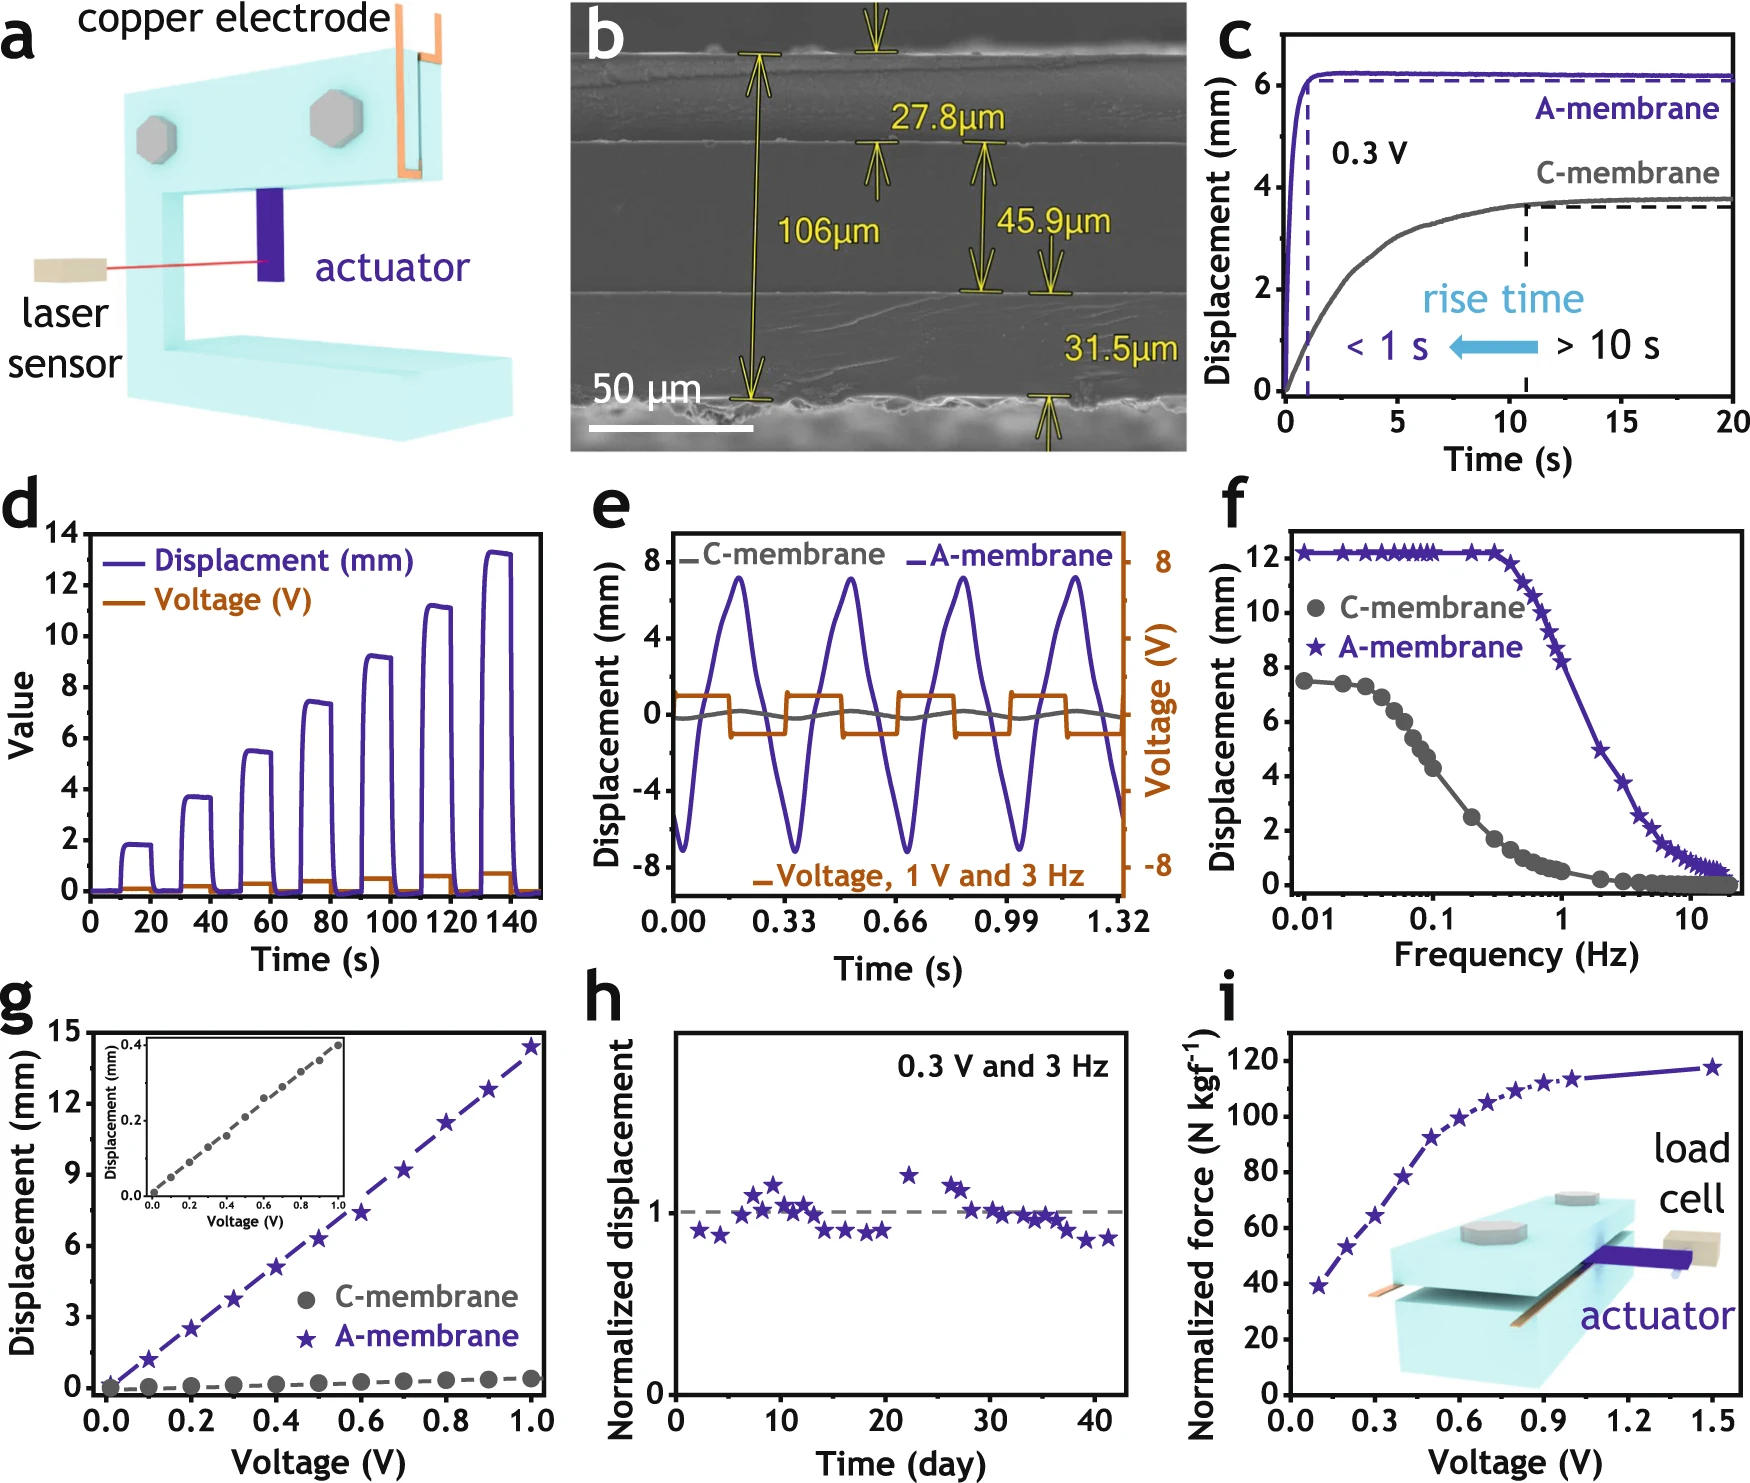 a
copper electrode
actuator
laser
sensor
b
27.8µm
106µm
45.9µm
31.5µm
50 µm
c
Displacement (mm)
6
4
2
0
A-membrane
0.3 V
C-membrane
rise time
< 1 s
> 10 s
0 5 10 15 20
Time (s)
d
Value
14
12
10
8
6
4
2
0
Displacment (mm)
Voltage (V)
0 20 40 60 80 100 120 140
Time (s)
e
Displacement (mm)
8
4
0
-4
-8
C-membrane
A-membrane
Voltage, 1 V and 3 Hz
8
-8
Voltage (V)
0.00 0.33 0.66 0.99 1.32
Time (s)
f
Displacement (mm)
12
10
8
6
4
2
0
C-membrane
A-membrane
0.01 0.1 1 10
Frequency (Hz)
g
Displacement (mm)
15
12
9
6
3
0
Displacement (mm)
0.4
0.2
0.0
0.0 0.2 0.4 0.6 0.8 1.0
Voltage (V)
C-membrane
A-membrane
0.0 0.2 0.4 0.6 0.8 1.0
Voltage (V)
h
Normalized displacement
1
0
0.3 V and 3 Hz
0 10 20 30 40
Time (day)
i
Normalized force (N kgf⁻¹)
120
100
80
60
40
20
0
load
cell
actuator
0.0 0.3 0.6 0.9 1.2 1.5
Voltage (V)